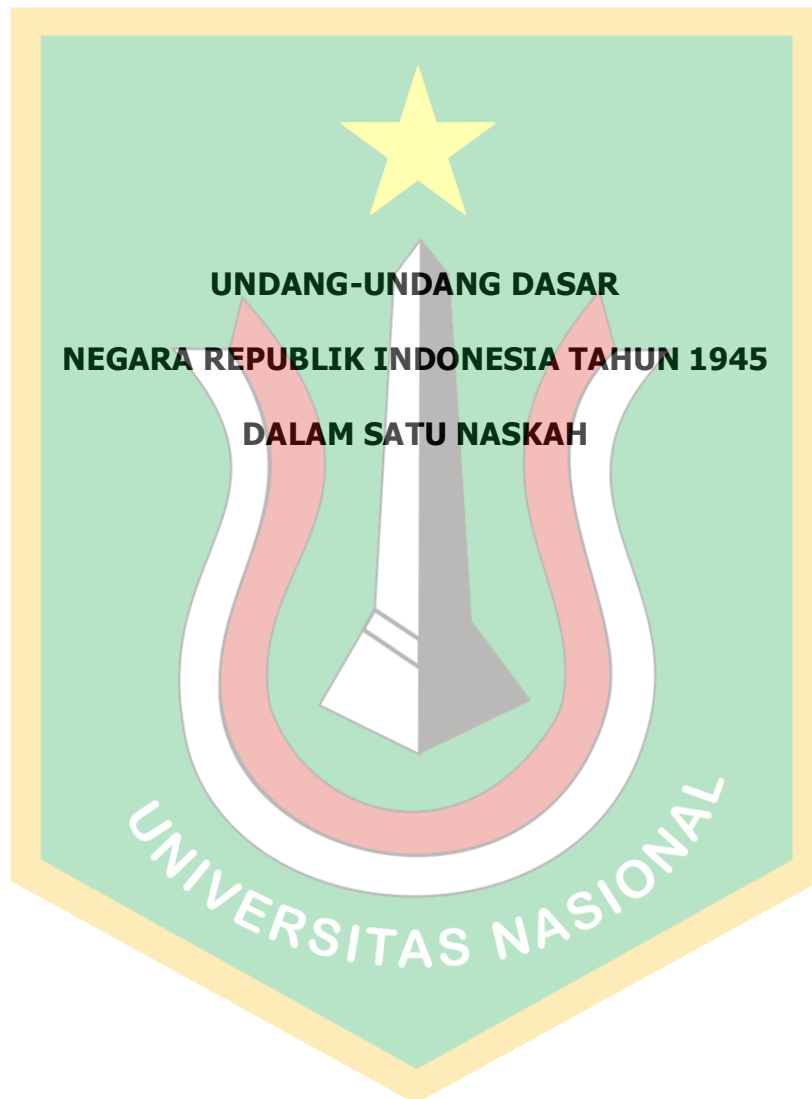 UNDANG-UNDANG DASAR
NEGARA REPUBLIK INDONESIA TAHUN 1945
DALAM SATU NASKAH
UNIVERSITAS NASIONAL